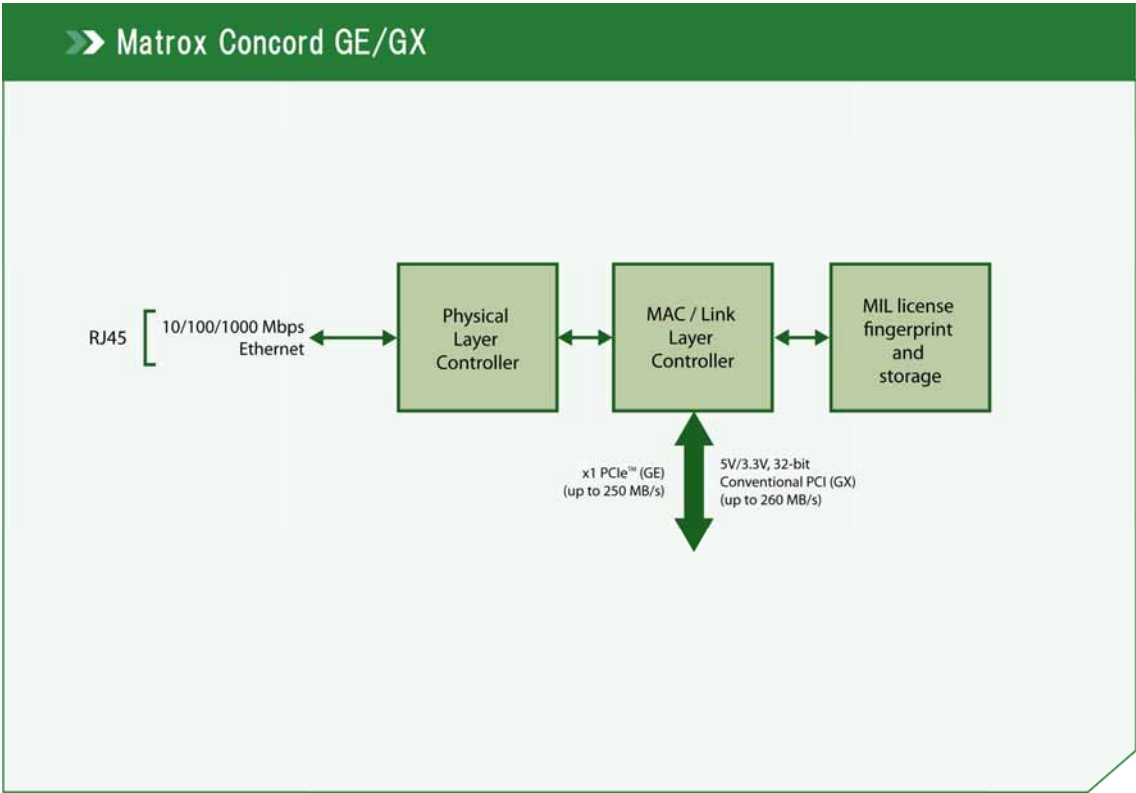 Matrox Concord GE/GX
RJ45
10/100/1000 Mbps
Ethernet
Physical
Layer
Controller
MAC / Link
Layer
Controller
MIL license
fingerprint
and
storage
x1 PCIe™ (GE)
(up to 250 MB/s)
5V/3.3V, 32-bit
Conventional PCI (GX)
(up to 260 MB/s)